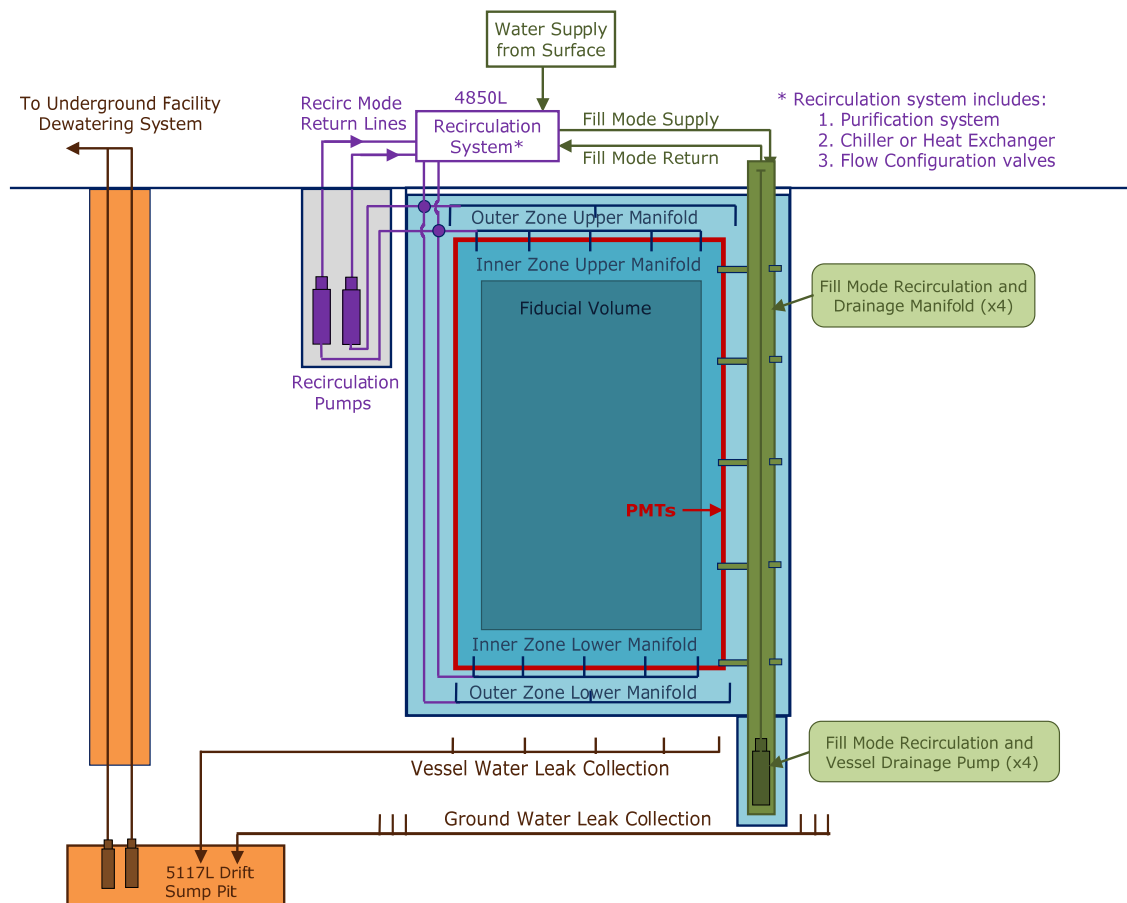 Water Supply
from Surface
To Underground Facility
Dewatering System
Recirc Mode
Return Lines
4850L
Recirculation
System*
Fill Mode Supply
Fill Mode Return
* Recirculation system includes:
1. Purification system
2. Chiller or Heat Exchanger
3. Flow Configuration valves
Outer Zone Upper Manifold
Inner Zone Upper Manifold
Fiducial Volume
Fill Mode Recirculation and
Drainage Manifold (x4)
Recirculation
Pumps
PMTs
Inner Zone Lower Manifold
Outer Zone Lower Manifold
Fill Mode Recirculation and
Vessel Drainage Pump (x4)
Vessel Water Leak Collection
Ground Water Leak Collection
5117L Drift
Sump Pit